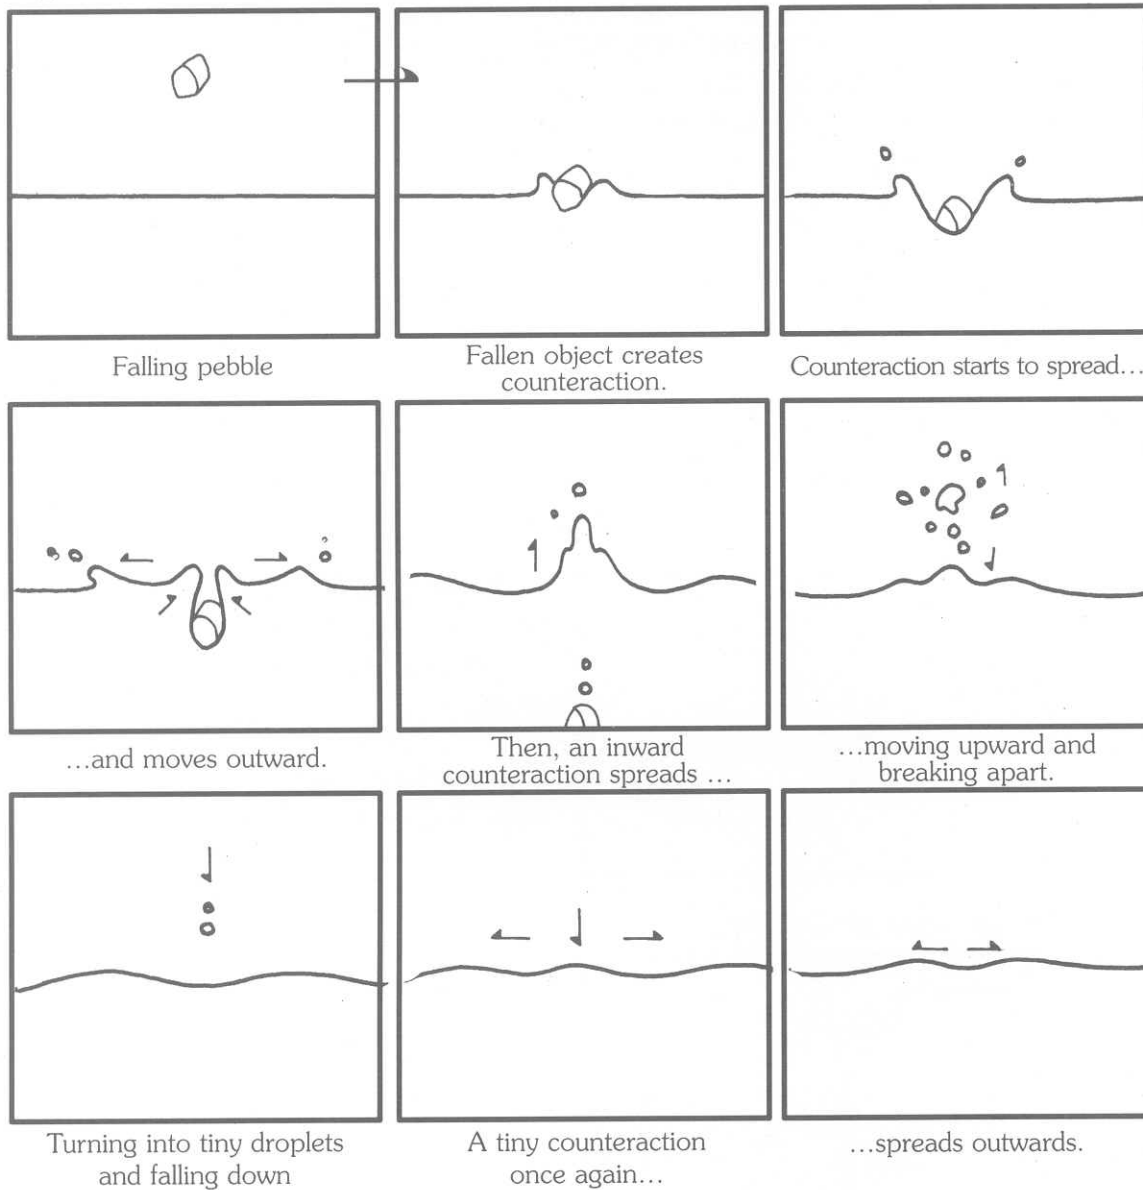 Falling pebble
Fallen object creates
counteraction.
Counteraction starts to spread…
…and moves outward.
Then, an inward
counteraction spreads …
…moving upward and
breaking apart.
Turning into tiny droplets
and falling down
A tiny counteraction
once again…
…spreads outwards.